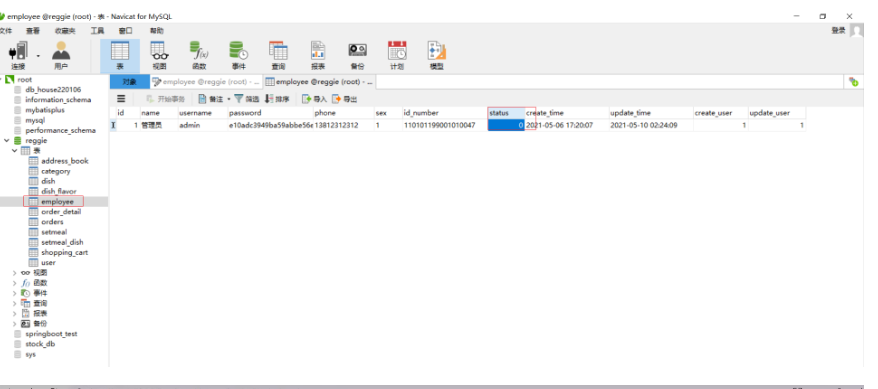 employee @reggie (root) - 表 - Navicat for MySQL
文件 查看 收藏夹 工具 窗口 帮助 登录
连接 用户 表 视图 函数 事件 查询 报表 备份 计划 模型
root
db_house220106
information_schema
mybatisplus
mysql
performance_schema
reggie
表
address_book
category
dish
dish_flavor
employee
order_detail
orders
setmeal
setmeal_dish
shopping_cart
user
视图
函数
事件
查询
报表
备份
springboot_test
stock_db
sys
对象 employee @reggie (root) - ... employee @reggie (root) - ...
开始事务 备注 筛选 排序 导入 导出
id name username password phone sex id_number status create_time update_time create_user update_user
1 管理员 admin e10adc3949ba59abbe56e 13812312312 1 110101199001010047 0 2021-05-06 17:20:07 2021-05-10 02:24:09 1 1